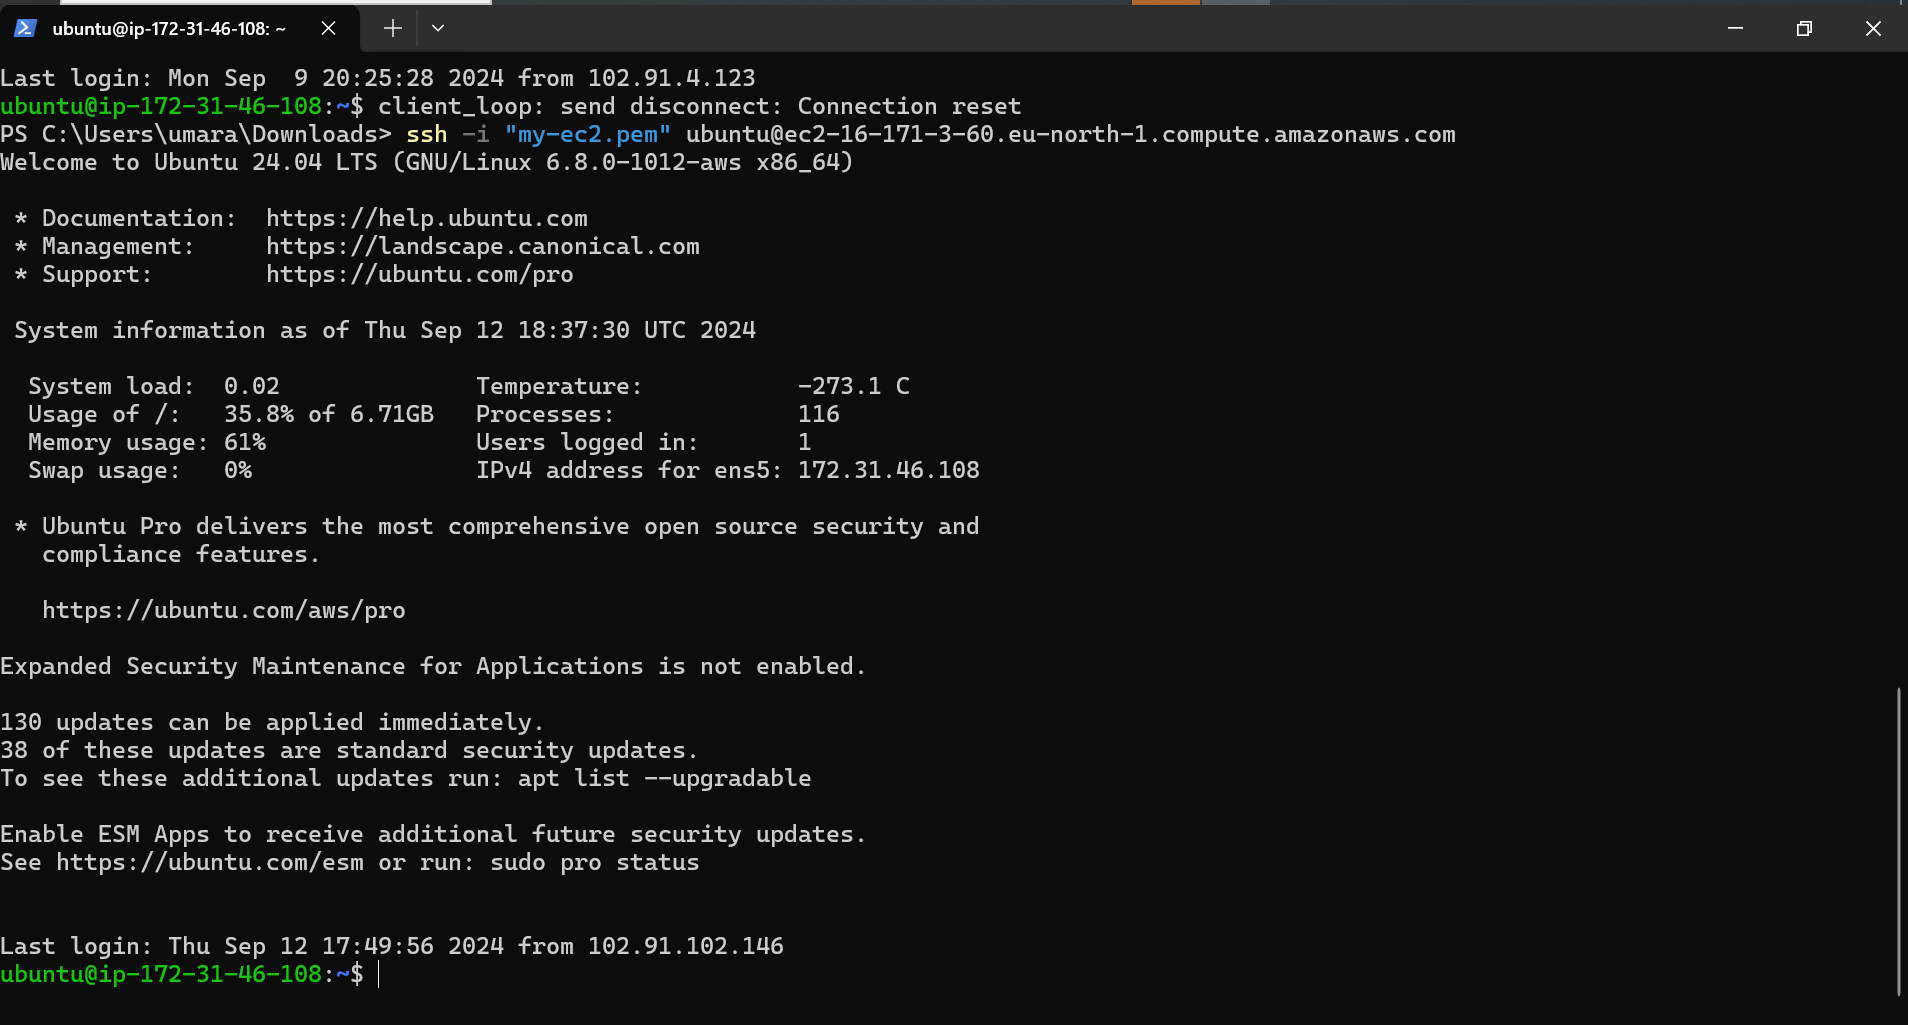 ubuntu@ip-172-31-46-108: ~
Last login: Mon Sep  9 20:25:28 2024 from 102.91.4.123
ubuntu@ip-172-31-46-108:~$ client_loop: send disconnect: Connection reset
PS C:\Users\umara\Downloads> ssh -i "my-ec2.pem" ubuntu@ec2-16-171-3-60.eu-north-1.compute.amazonaws.com
Welcome to Ubuntu 24.04 LTS (GNU/Linux 6.8.0-1012-aws x86_64)

 * Documentation:  https://help.ubuntu.com
 * Management:     https://landscape.canonical.com
 * Support:        https://ubuntu.com/pro

 System information as of Thu Sep 12 18:37:30 UTC 2024

  System load:  0.02              Temperature:           -273.1 C
  Usage of /:   35.8% of 6.71GB   Processes:             116
  Memory usage: 61%               Users logged in:       1
  Swap usage:   0%                IPv4 address for ens5: 172.31.46.108

 * Ubuntu Pro delivers the most comprehensive open source security and
   compliance features.

   https://ubuntu.com/aws/pro

Expanded Security Maintenance for Applications is not enabled.

130 updates can be applied immediately.
38 of these updates are standard security updates.
To see these additional updates run: apt list --upgradable

Enable ESM Apps to receive additional future security updates.
See https://ubuntu.com/esm or run: sudo pro status

Last login: Thu Sep 12 17:49:56 2024 from 102.91.102.146
ubuntu@ip-172-31-46-108:~$